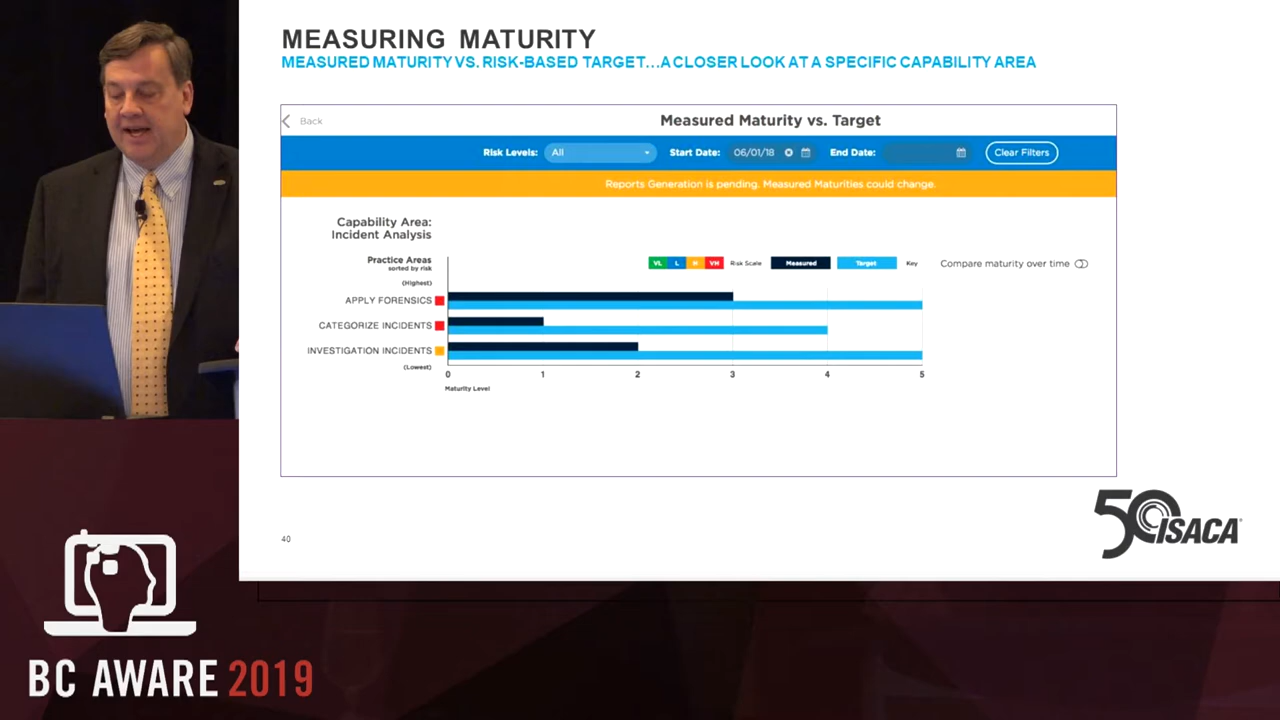 MEASURING MATURITY
MEASURED MATURITY VS. RISK-BASED TARGET...A CLOSER LOOK AT A SPECIFIC CAPABILITY AREA
Back
Measured Maturity vs. Target
Risk Levels: All Start Date: 06/01/18 End Date: Clear Filters
Reports Generation is pending. Measured Maturities could change.
Capability Area:
Incident Analysis
Practice Areas
sorted by risk
(Highest)
VL L H VH Risk Scale Measured Target Key
Compare maturity over time
APPLY FORENSICS
CATEGORIZE INCIDENTS
INVESTIGATION INCIDENTS
(Lowest)
0 1 2 3 4 5
Maturity Level
40
50 ISACA®
BC AWARE 2019